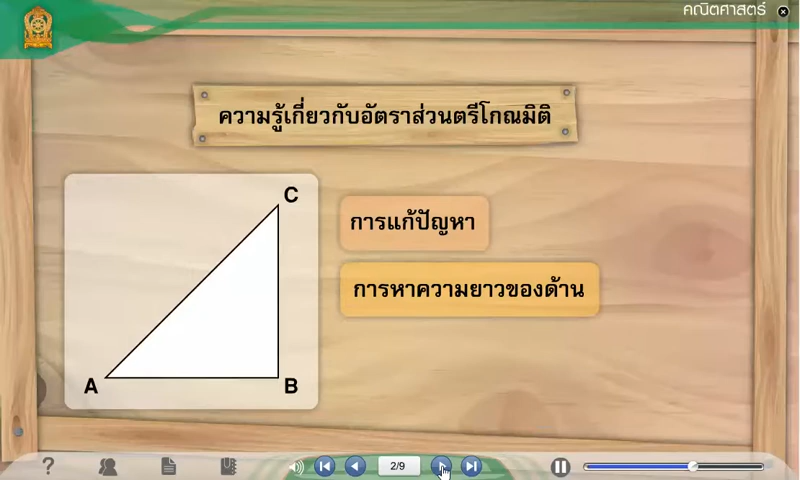 คณิตศาสตร์
ความรู้เกี่ยวกับอัตราส่วนตรีโกณมิติ
C
การแก้ปัญหา
การหาความยาวของด้าน
A
B
?
2/9